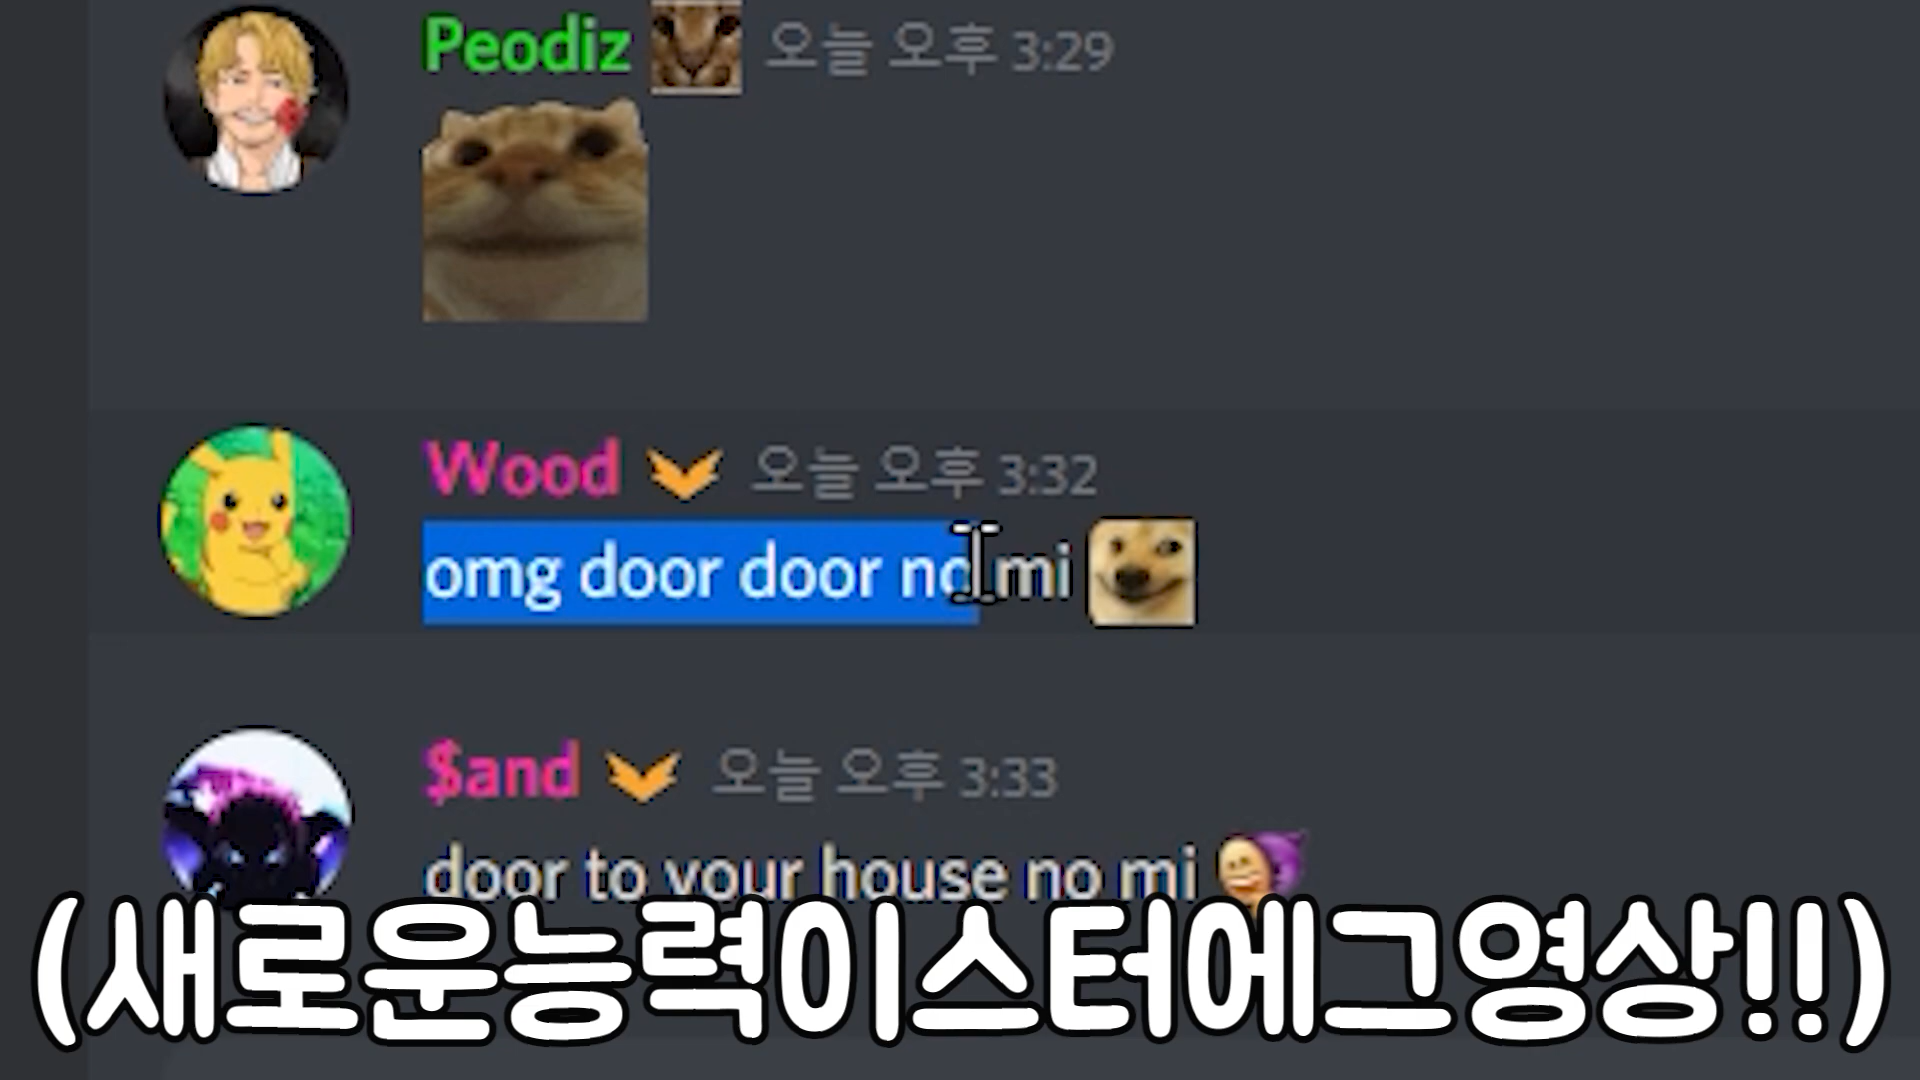 Peodiz 오늘 오후 3:29
Wood 오늘 오후 3:32
omg door door no mi
$and 오늘 오후 3:33
door to your house no mi
(새로운능력이스터에그영상!!)